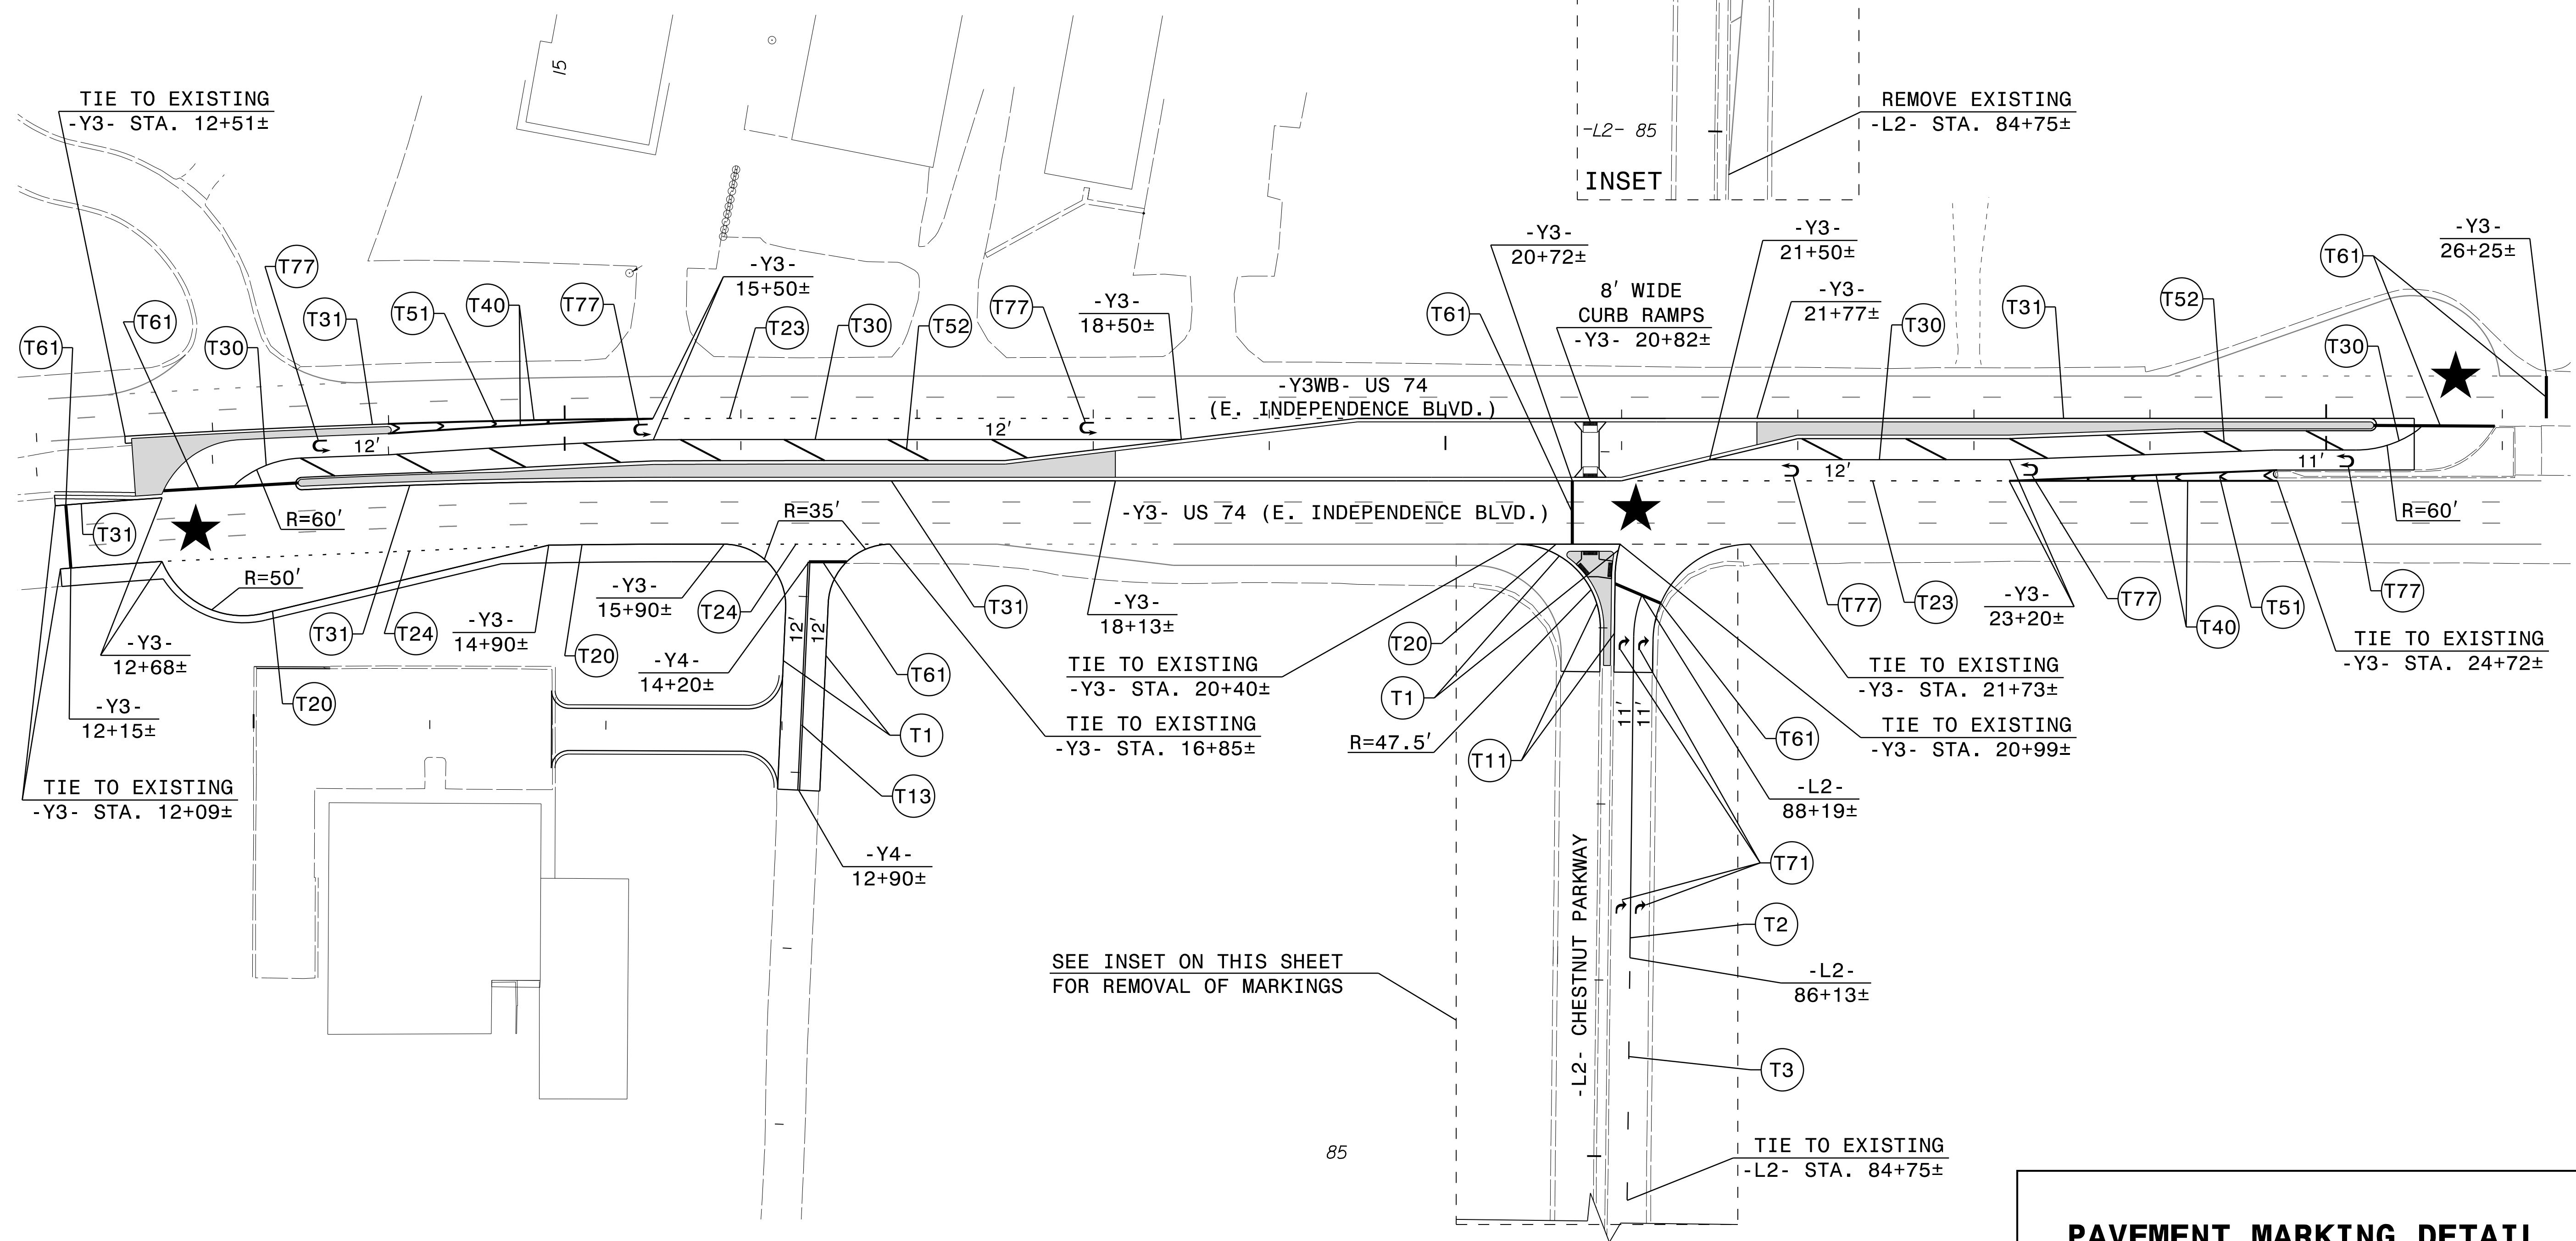 15
-L2- 85
INSET
REMOVE EXISTING
-L2- STA. 84+75±
TIE TO EXISTING
-Y3- STA. 12+51±
T61
T61
T30
T77
T31
T51
T40
T77
-Y3-
15+50±
T23
T30
T52
T77
-Y3-
18+50±
T61
-Y3-
20+72±
8' WIDE
CURB RAMPS
-Y3- 20+82±
-Y3-
21+50±
-Y3-
21+77±
T30
T31
T52
T61
T30
-Y3-
26+25±
-Y3WB- US 74
(E. INDEPENDENCE BLVD.)
12'
12'
12'
11'
-Y3- US 74 (E. INDEPENDENCE BLVD.)
T31
R=60'
R=50'
R=35'
R=60'
-Y3-
12+68±
-Y3-
12+15±
TIE TO EXISTING
-Y3- STA. 12+09±
T20
T31
T24
-Y3-
14+90±
T20
-Y3-
15+90±
T24
-Y4-
14+20±
12'
12'
T61
T1
T13
-Y4-
12+90±
T31
-Y3-
18+13±
TIE TO EXISTING
-Y3- STA. 20+40±
TIE TO EXISTING
-Y3- STA. 16+85±
T20
T1
R=47.5'
T11
11'
11'
T77
T23
-Y3-
23+20±
T77
T40
T51
T77
TIE TO EXISTING
-Y3- STA. 24+72±
TIE TO EXISTING
-Y3- STA. 21+73±
TIE TO EXISTING
-Y3- STA. 20+99±
T61
-L2-
88+19±
T71
T2
-L2-
86+13±
T3
TIE TO EXISTING
-L2- STA. 84+75±
-L2- CHESTNUT PARKWAY
SEE INSET ON THIS SHEET
FOR REMOVAL OF MARKINGS
85
PAVEMENT MARKING DETAIL